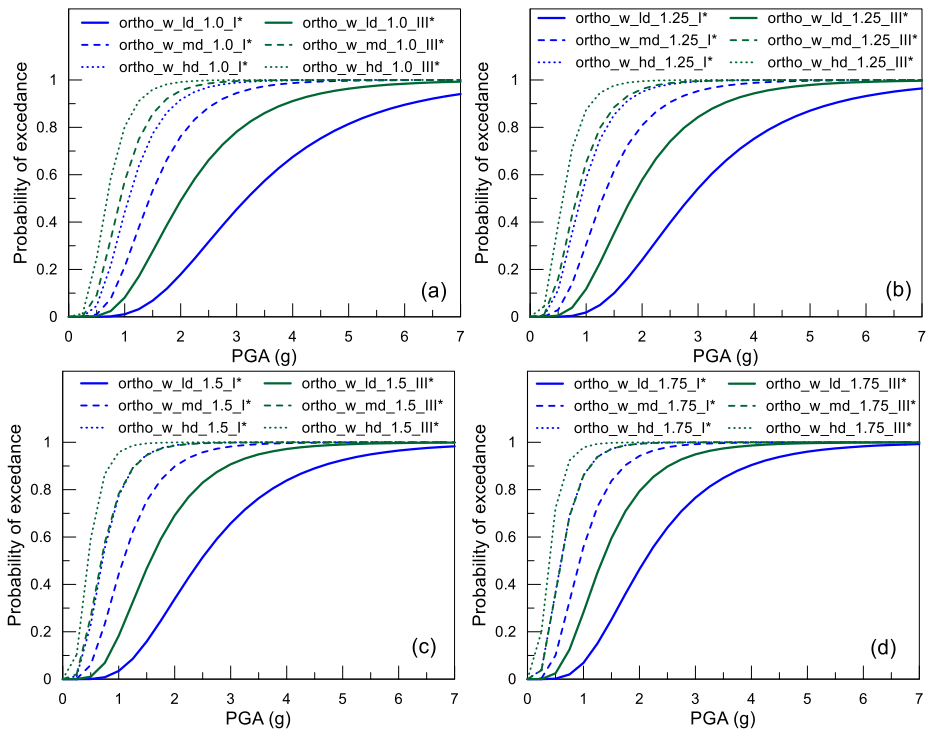 ortho_w_ld_1.0_I* ortho_w_ld_1.0_III*
ortho_w_md_1.0_I* ortho_w_md_1.0_III*
ortho_w_hd_1.0_I* ortho_w_hd_1.0_III*
Probability of exceedance
1
0.8
0.6
0.4
0.2
0
(a)
0 1 2 3 4 5 6 7
PGA (g)
ortho_w_ld_1.25_I* ortho_w_ld_1.25_III*
ortho_w_md_1.25_I* ortho_w_md_1.25_III*
ortho_w_hd_1.25_I* ortho_w_hd_1.25_III*
Probability of exceedance
1
0.8
0.6
0.4
0.2
0
(b)
0 1 2 3 4 5 6 7
PGA (g)
ortho_w_ld_1.5_I* ortho_w_ld_1.5_III*
ortho_w_md_1.5_I* ortho_w_md_1.5_III*
ortho_w_hd_1.5_I* ortho_w_hd_1.5_III*
Probability of exceedance
1
0.8
0.6
0.4
0.2
0
(c)
0 1 2 3 4 5 6 7
PGA (g)
ortho_w_ld_1.75_I* ortho_w_ld_1.75_III*
ortho_w_md_1.75_I* ortho_w_md_1.75_III*
ortho_w_hd_1.75_I* ortho_w_hd_1.75_III*
Probability of exceedance
1
0.8
0.6
0.4
0.2
0
(d)
0 1 2 3 4 5 6 7
PGA (g)